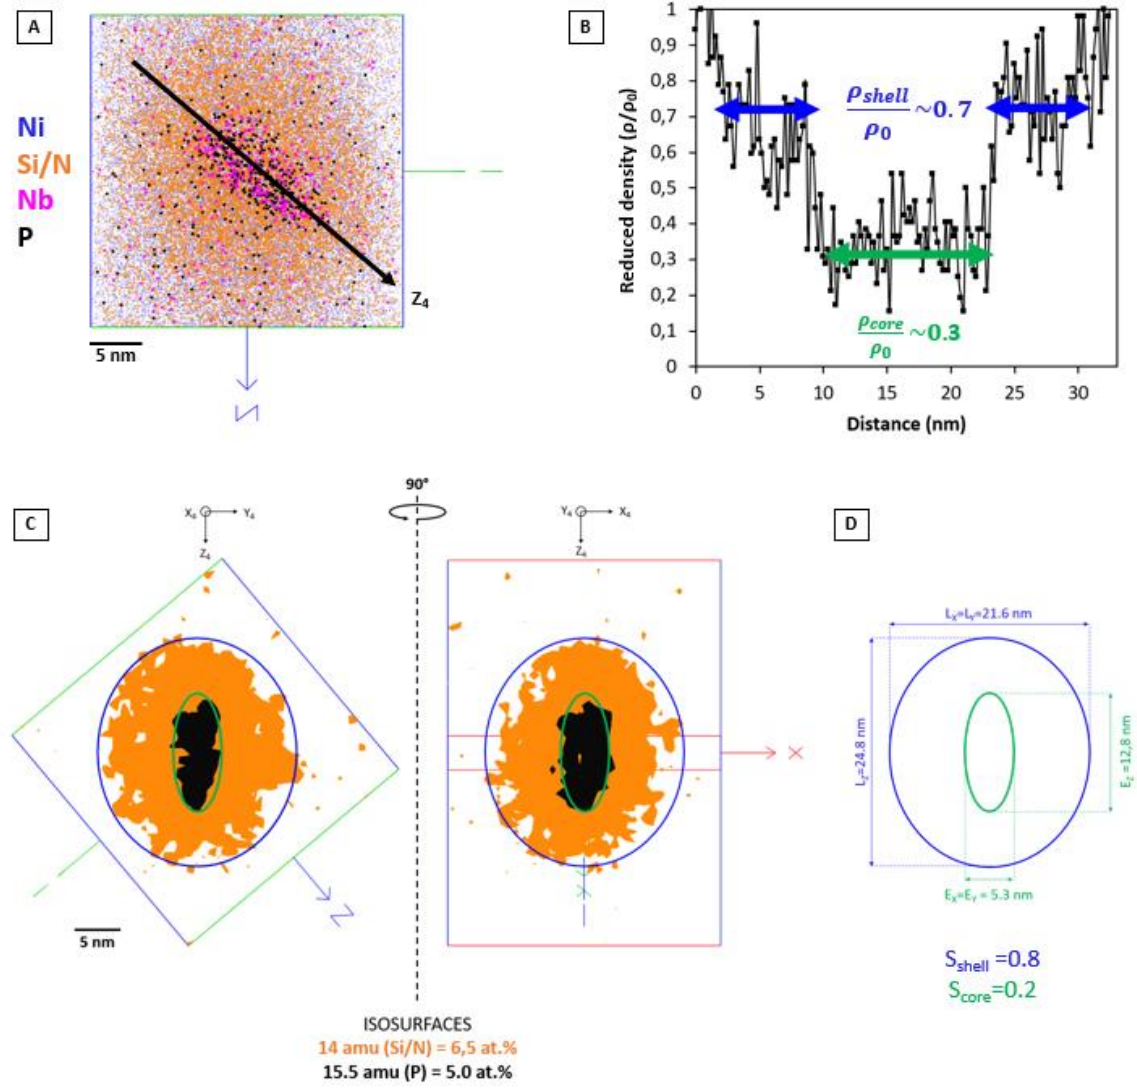 A
Ni
Si/N
Nb
P
Z4
5 nm
Z
B
Reduced density (ρ/ρ0)
1
0,9
0,8
0,7
0,6
0,5
0,4
0,3
0,2
0,1
0
ρshell/ρ0 ~0.7
ρcore/ρ0 ~0.3
0 5 10 15 20 25 30
Distance (nm)
C
X4 Y4
Z4
90°
Y4 X4
Z4
Z
X
Y
5 nm
ISOSURFACES
14 amu (Si/N) = 6,5 at.%
15.5 amu (P) = 5.0 at.%
D
LX=LY=21.6 nm
LZ=24.8 nm
EZ =12,8 nm
EX=EY = 5.3 nm
Sshell =0.8
Score=0.2